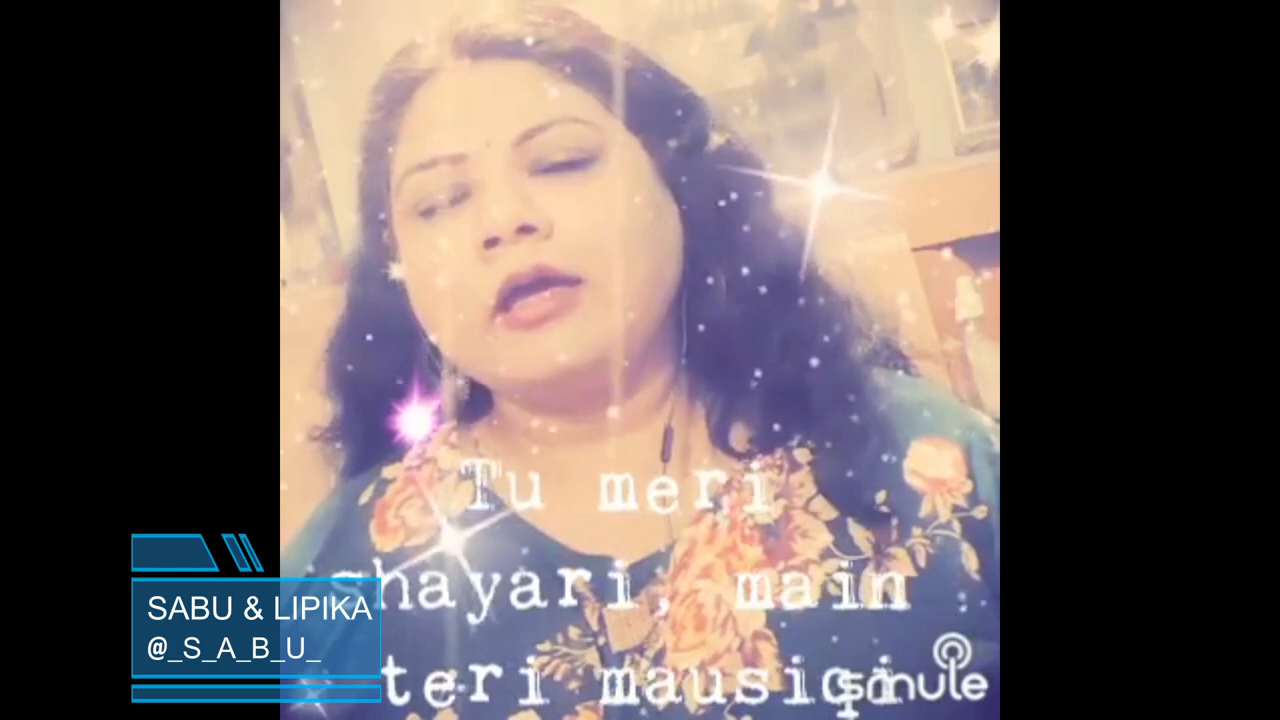 Tu meri
shayari, main
teri mausiqi
SABU & LIPIKA
@_S_A_B_U_
smule